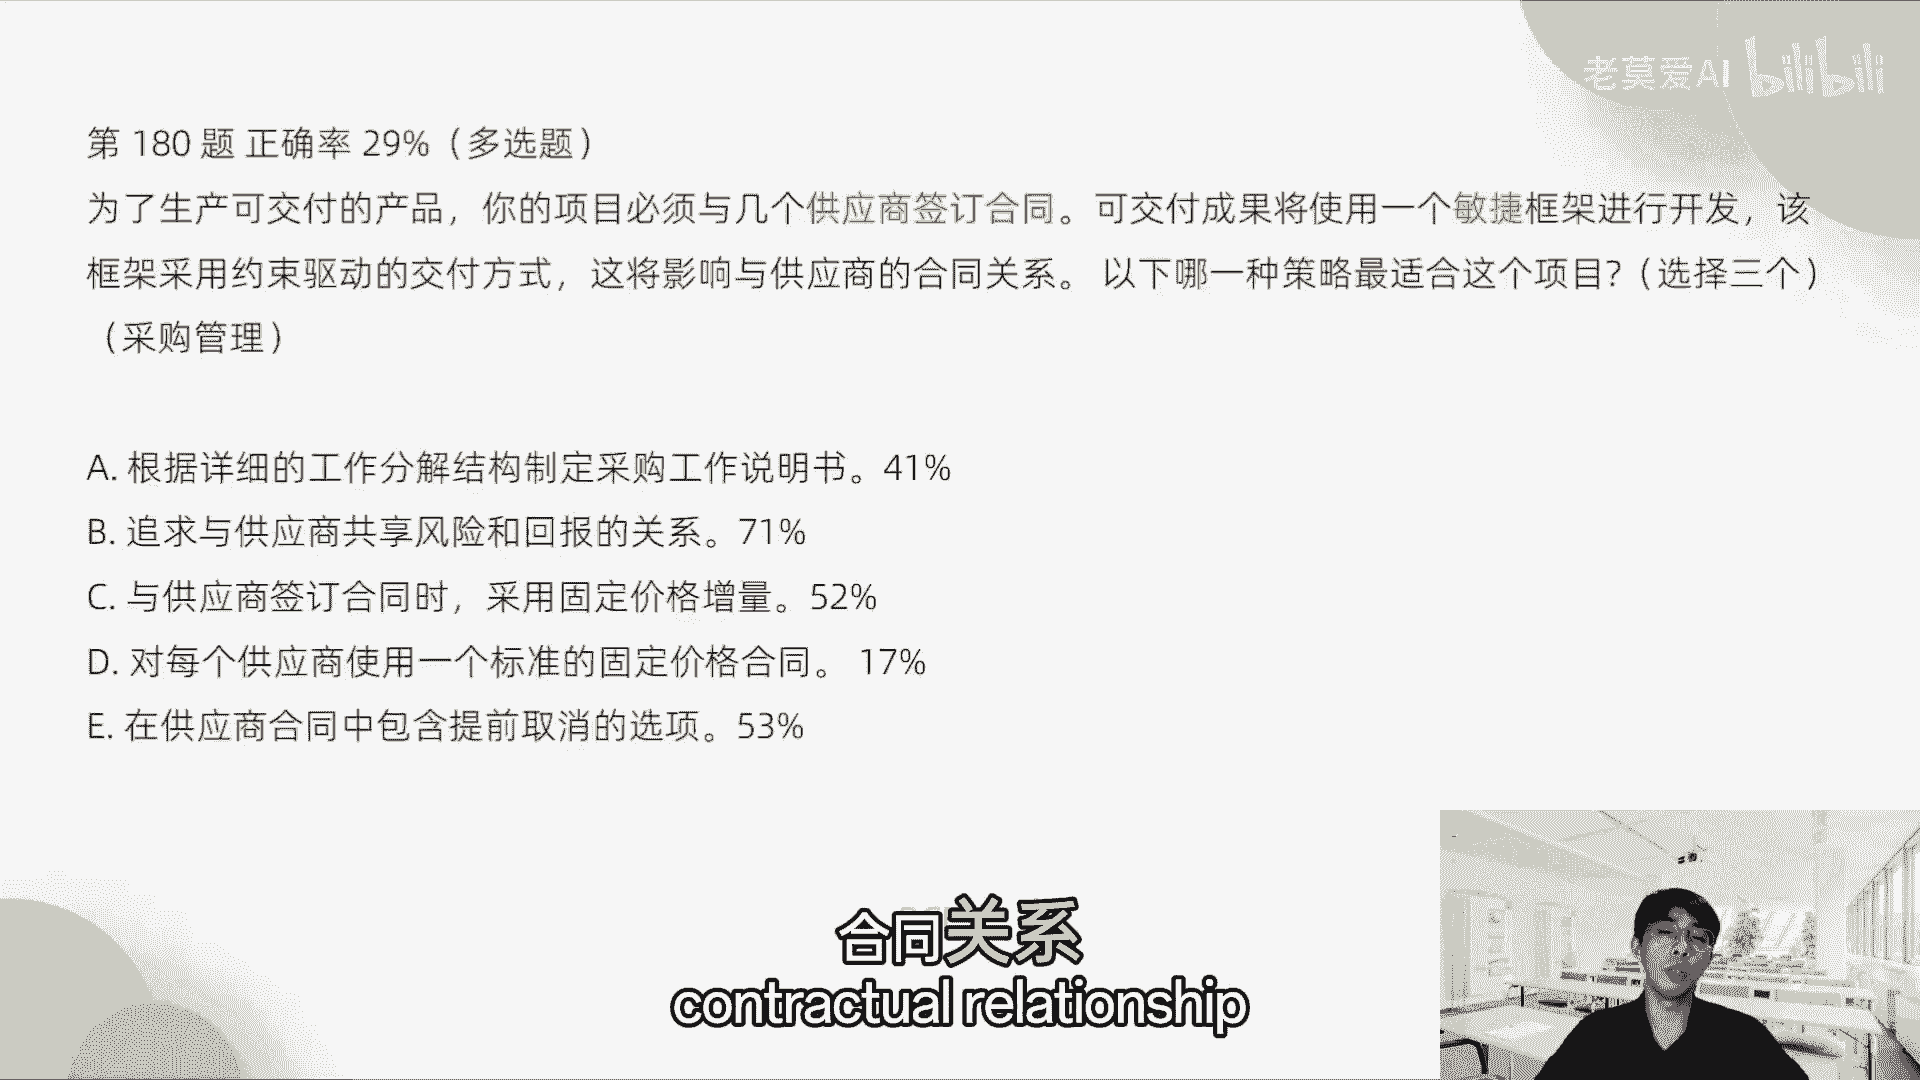 老莫爱AI bilibili
第 180 题 正确率 29%（多选题）
为了生产可交付的产品，你的项目必须与几个供应商签订合同。可交付成果将使用一个敏捷框架进行开发，该
框架采用约束驱动的交付方式，这将影响与供应商的合同关系。 以下哪一种策略最适合这个项目?（选择三个）
（采购管理）
A. 根据详细的工作分解结构制定采购工作说明书。41%
B. 追求与供应商共享风险和回报的关系。71%
C. 与供应商签订合同时，采用固定价格增量。52%
D. 对每个供应商使用一个标准的固定价格合同。 17%
E. 在供应商合同中包含提前取消的选项。53%
合同关系
contractual relationship